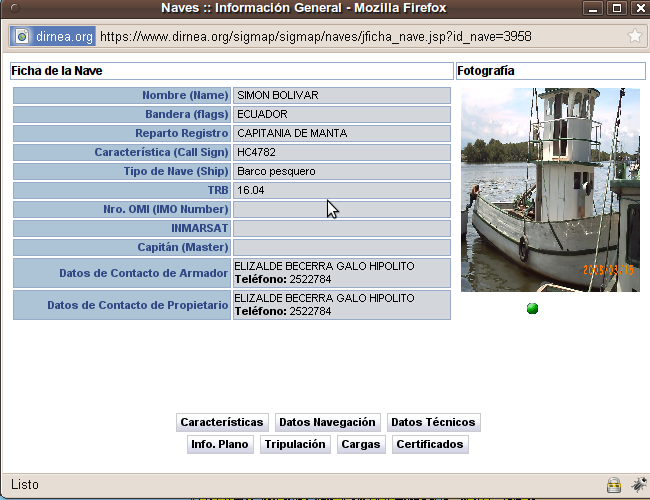 Naves :: Información General - Mozilla Firefox
dirnea.org https://www.dirnea.org/sigmap/sigmap/naves/jficha_nave.jsp?id_nave=3958
Ficha de la Nave Fotografía
Nombre (Name) SIMON BOLIVAR
Bandera (flags) ECUADOR
Reparto Registro CAPITANIA DE MANTA
Característica (Call Sign) HC4782
Tipo de Nave (Ship) Barco pesquero
TRB 16.04
Nro. OMI (IMO Number)
INMARSAT
Capitán (Master)
Datos de Contacto de Armador ELIZALDE BECERRA GALO HIPOLITO
Teléfono: 2522784
Datos de Contacto de Propietario ELIZALDE BECERRA GALO HIPOLITO
Teléfono: 2522784
Características Datos Navegación Datos Técnicos
Info. Plano Tripulación Cargas Certificados
Listo